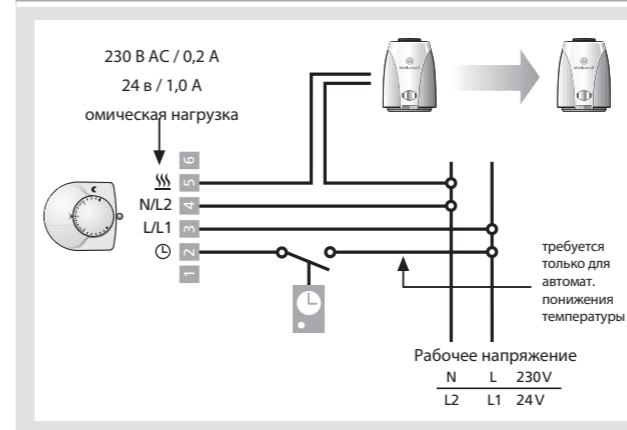 230 В AC / 0,2 A
24 в / 1,0 A
омическая нагрузка
6
5
N/L2 4
L/L1 3
2
1
требуется
только для
автомат.
понижения
температуры
Рабочее напряжение
N L 230V
L2 L1 24V